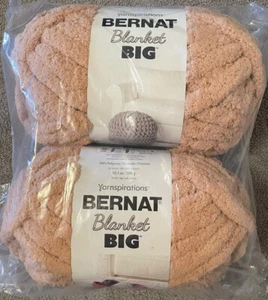 Yarnspirations
BERNAT
Blanket
BIG
Yarnspirations
BERNAT
Blanket
BIG